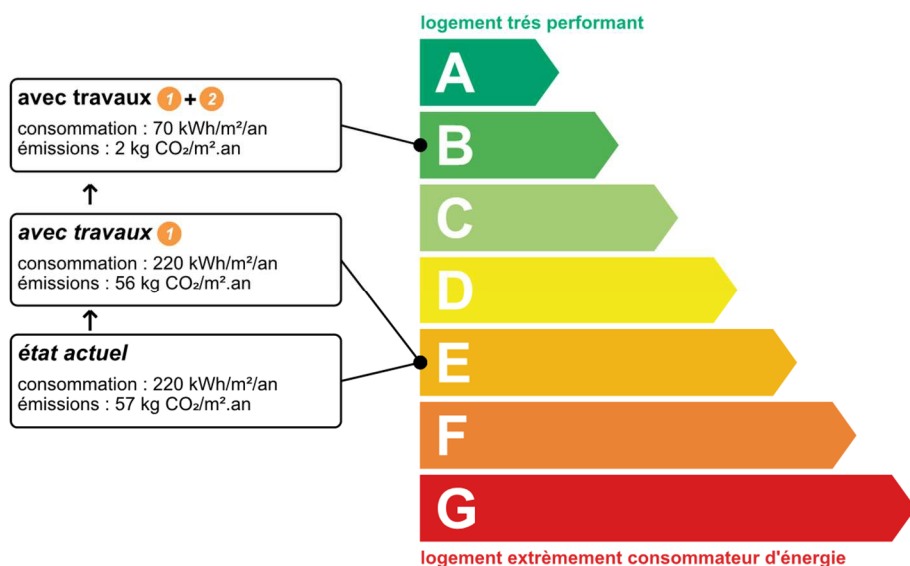 logement trés performant
A
avec travaux 1 + 2
consommation : 70 kWh/m²/an
émissions : 2 kg CO₂/m².an
B
C
avec travaux 1
consommation : 220 kWh/m²/an
émissions : 56 kg CO₂/m².an
D
état actuel
consommation : 220 kWh/m²/an
émissions : 57 kg CO₂/m².an
E
F
G
logement extrèmement consommateur d'énergie